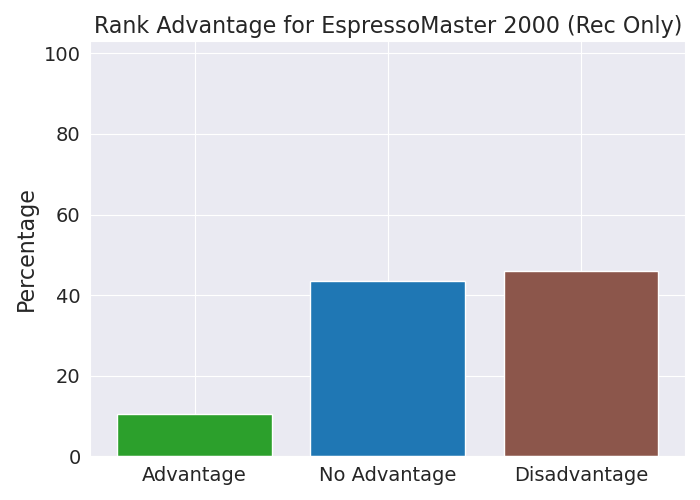 Rank Advantage for EspressoMaster 2000 (Rec Only)
100
80
60
40
20
0
Percentage
Advantage
No Advantage
Disadvantage